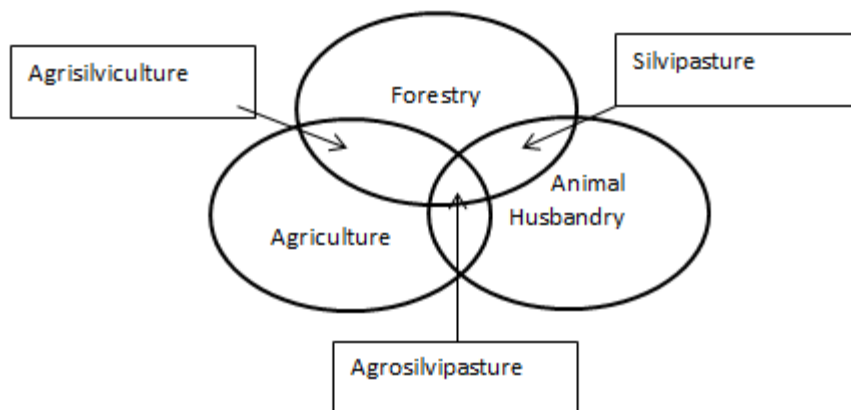 Agrisilviculture
Silvipasture
Forestry
Animal
Husbandry
Agriculture
Agrosilvipasture